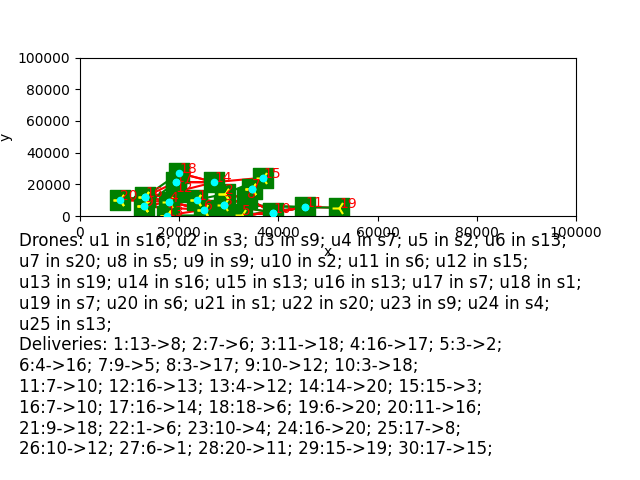 100000
80000
60000
40000
20000
0
y
15
11
19
0 20000 40000 60000 80000 100000
x
Drones: u1 in s16; u2 in s3; u3 in s9; u4 in s7; u5 in s2; u6 in s13;
u7 in s20; u8 in s5; u9 in s9; u10 in s2; u11 in s6; u12 in s15;
u13 in s19; u14 in s16; u15 in s13; u16 in s13; u17 in s7; u18 in s1;
u19 in s7; u20 in s6; u21 in s1; u22 in s20; u23 in s9; u24 in s4;
u25 in s13;
Deliveries: 1:13->8; 2:7->6; 3:11->18; 4:16->17; 5:3->2;
6:4->16; 7:9->5; 8:3->17; 9:10->12; 10:3->18;
11:7->10; 12:16->13; 13:4->12; 14:14->20; 15:15->3;
16:7->10; 17:16->14; 18:18->6; 19:6->20; 20:11->16;
21:9->18; 22:1->6; 23:10->4; 24:16->20; 25:17->8;
26:10->12; 27:6->1; 28:20->11; 29:15->19; 30:17->15;